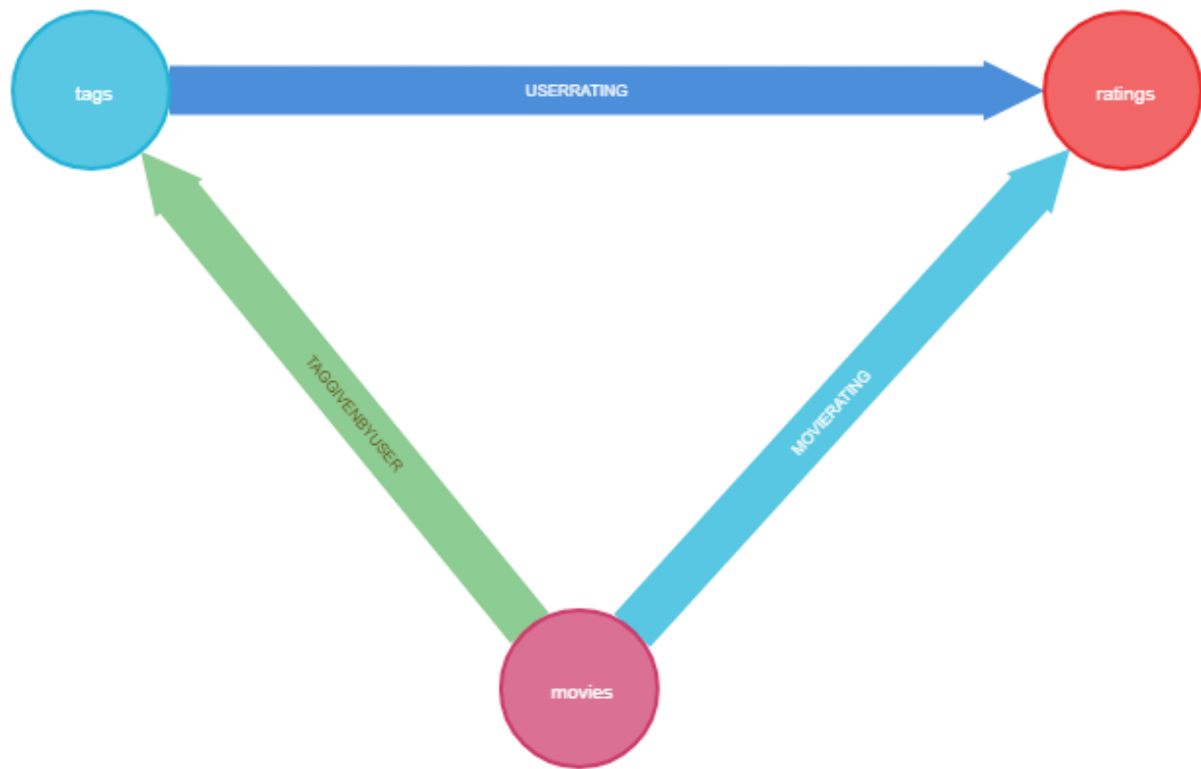 tags
USERRATING
ratings
TAGGIVENBYUSER
MOVIERATING
movies